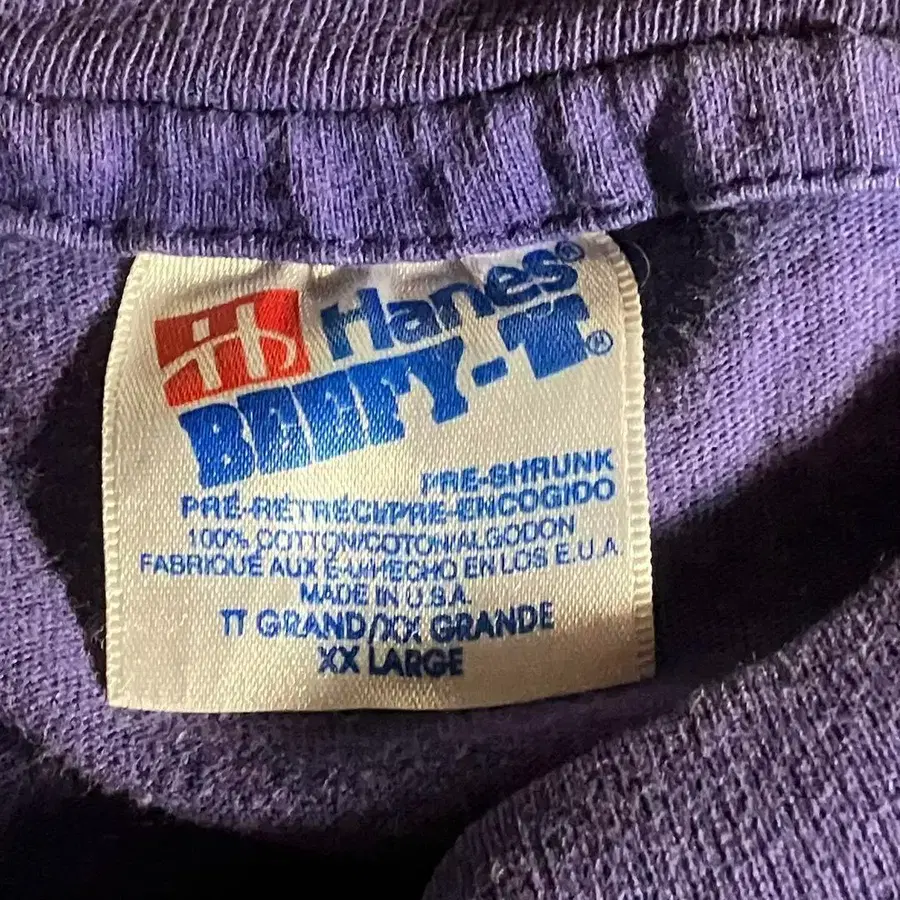 Hanes®
BEEFY-T®
PRE-SHRUNK
PRÉ-RÉTRÉCI/PRE-ENCOGIDO
100% COTTON/COTON/ALGODON
FABRIQUÉ AUX É-U/HECHO EN LOS E.U.A
MADE IN U.S.A.
TT GRAND/XX GRANDE
XX LARGE